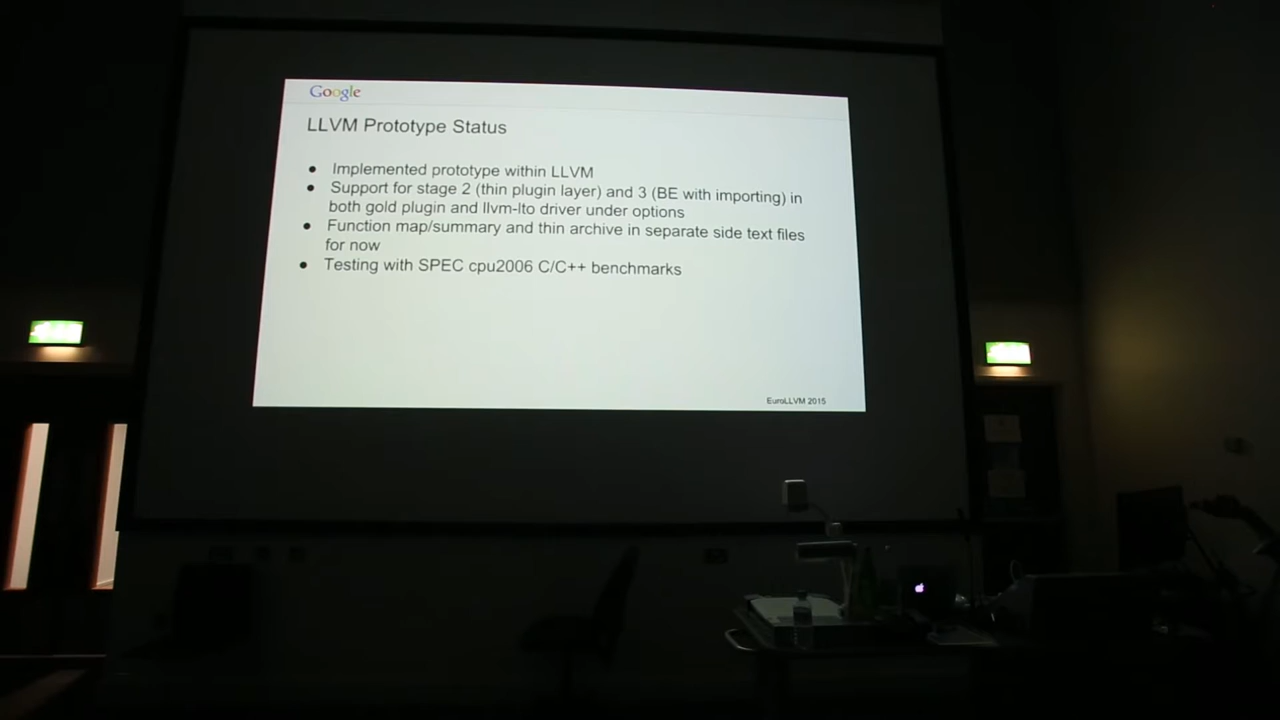 Google
LLVM Prototype Status
● Implemented prototype within LLVM
● Support for stage 2 (thin plugin layer) and 3 (BE with importing) in
both gold plugin and llvm-lto driver under options
● Function map/summary and thin archive in separate side text files
for now
● Testing with SPEC cpu2006 C/C++ benchmarks
EuroLLVM 2015